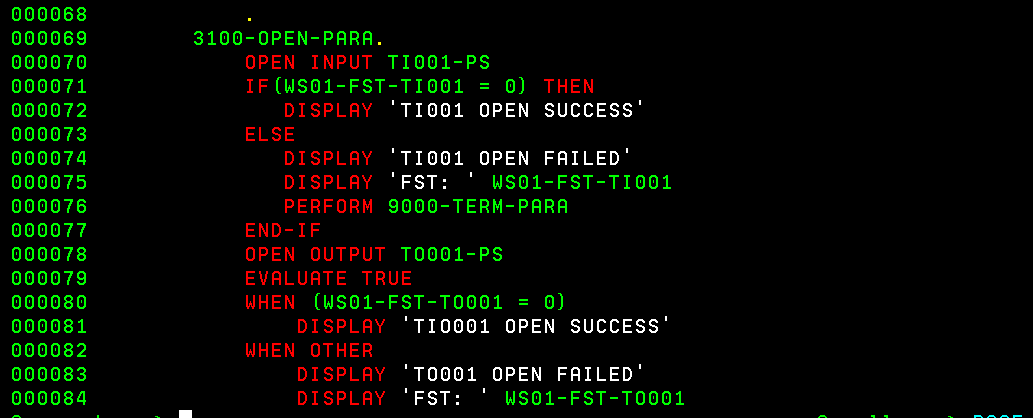 000068 .
000069 3100-OPEN-PARA.
000070 OPEN INPUT TI001-PS
000071 IF(WS01-FST-TI001 = 0) THEN
000072 DISPLAY 'TI001 OPEN SUCCESS'
000073 ELSE
000074 DISPLAY 'TI001 OPEN FAILED'
000075 DISPLAY 'FST: ' WS01-FST-TI001
000076 PERFORM 9000-TERM-PARA
000077 END-IF
000078 OPEN OUTPUT TO001-PS
000079 EVALUATE TRUE
000080 WHEN (WS01-FST-TO001 = 0)
000081 DISPLAY 'TIO001 OPEN SUCCESS'
000082 WHEN OTHER
000083 DISPLAY 'TO001 OPEN FAILED'
000084 DISPLAY 'FST: ' WS01-FST-TO001